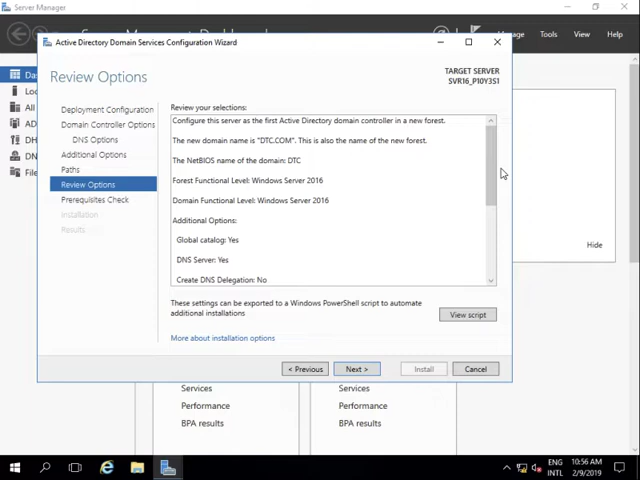 Server Manager
Manage
Tools
View
Help
Active Directory Domain Services Configuration Wizard
Review Options
TARGET SERVER
SVR16_P10Y3S1
Deployment Configuration
Domain Controller Options
DNS Options
Additional Options
Paths
Review Options
Prerequisites Check
Installation
Results
Review your selections:
Configure this server as the first Active Directory domain controller in a new forest.
The new domain name is "DTC.COM". This is also the name of the new forest.
The NetBIOS name of the domain: DTC
Forest Functional Level: Windows Server 2016
Domain Functional Level: Windows Server 2016
Additional Options:
Global catalog: Yes
DNS Server: Yes
Create DNS Delegation: No
These settings can be exported to a Windows PowerShell script to automate
additional installations
View script
More about installation options
< Previous
Next >
Install
Cancel
Hide
Services
Performance
BPA results
Services
Performance
BPA results
ENG
INTL
10:56 AM
2/9/2019